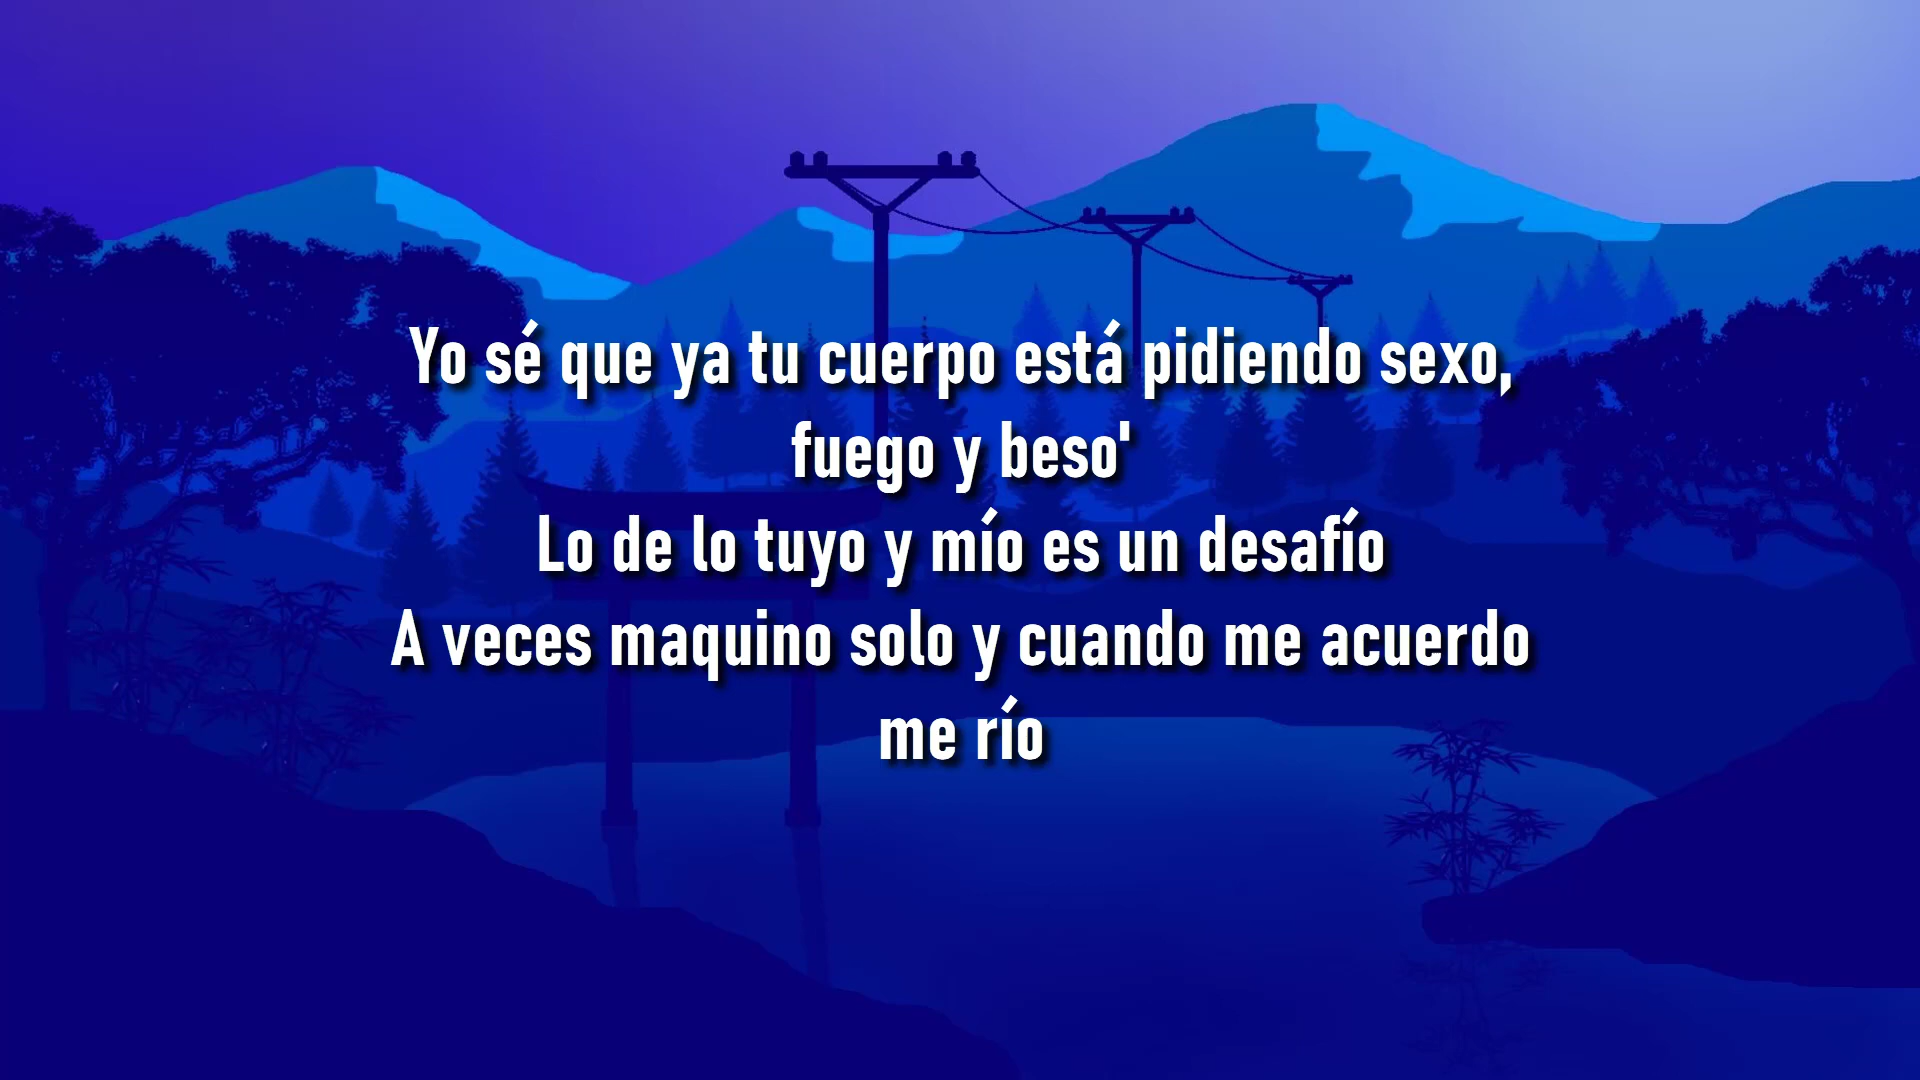 Yo sé que ya tu cuerpo está pidiendo sexo,
fuego y beso'
Lo de lo tuyo y mío es un desafío
A veces maquino solo y cuando me acuerdo
me río